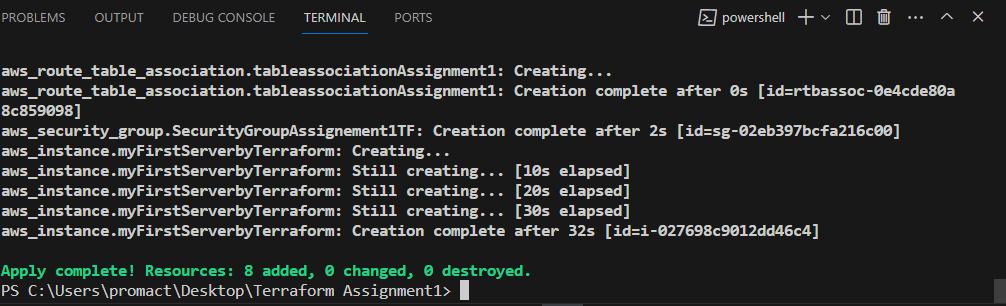 PROBLEMS OUTPUT DEBUG CONSOLE TERMINAL PORTS powershell
aws_route_table_association.tableassociationAssignment1: Creating...
aws_route_table_association.tableassociationAssignment1: Creation complete after 0s [id=rtbassoc-0e4cde80a
8c859098]
aws_security_group.SecurityGroupAssignement1TF: Creation complete after 2s [id=sg-02eb397bcfa216c00]
aws_instance.myFirstServerbyTerraform: Creating...
aws_instance.myFirstServerbyTerraform: Still creating... [10s elapsed]
aws_instance.myFirstServerbyTerraform: Still creating... [20s elapsed]
aws_instance.myFirstServerbyTerraform: Still creating... [30s elapsed]
aws_instance.myFirstServerbyTerraform: Creation complete after 32s [id=i-027698c9012dd46c4]
Apply complete! Resources: 8 added, 0 changed, 0 destroyed.
PS C:\Users\promact\Desktop\Terraform Assignment1>